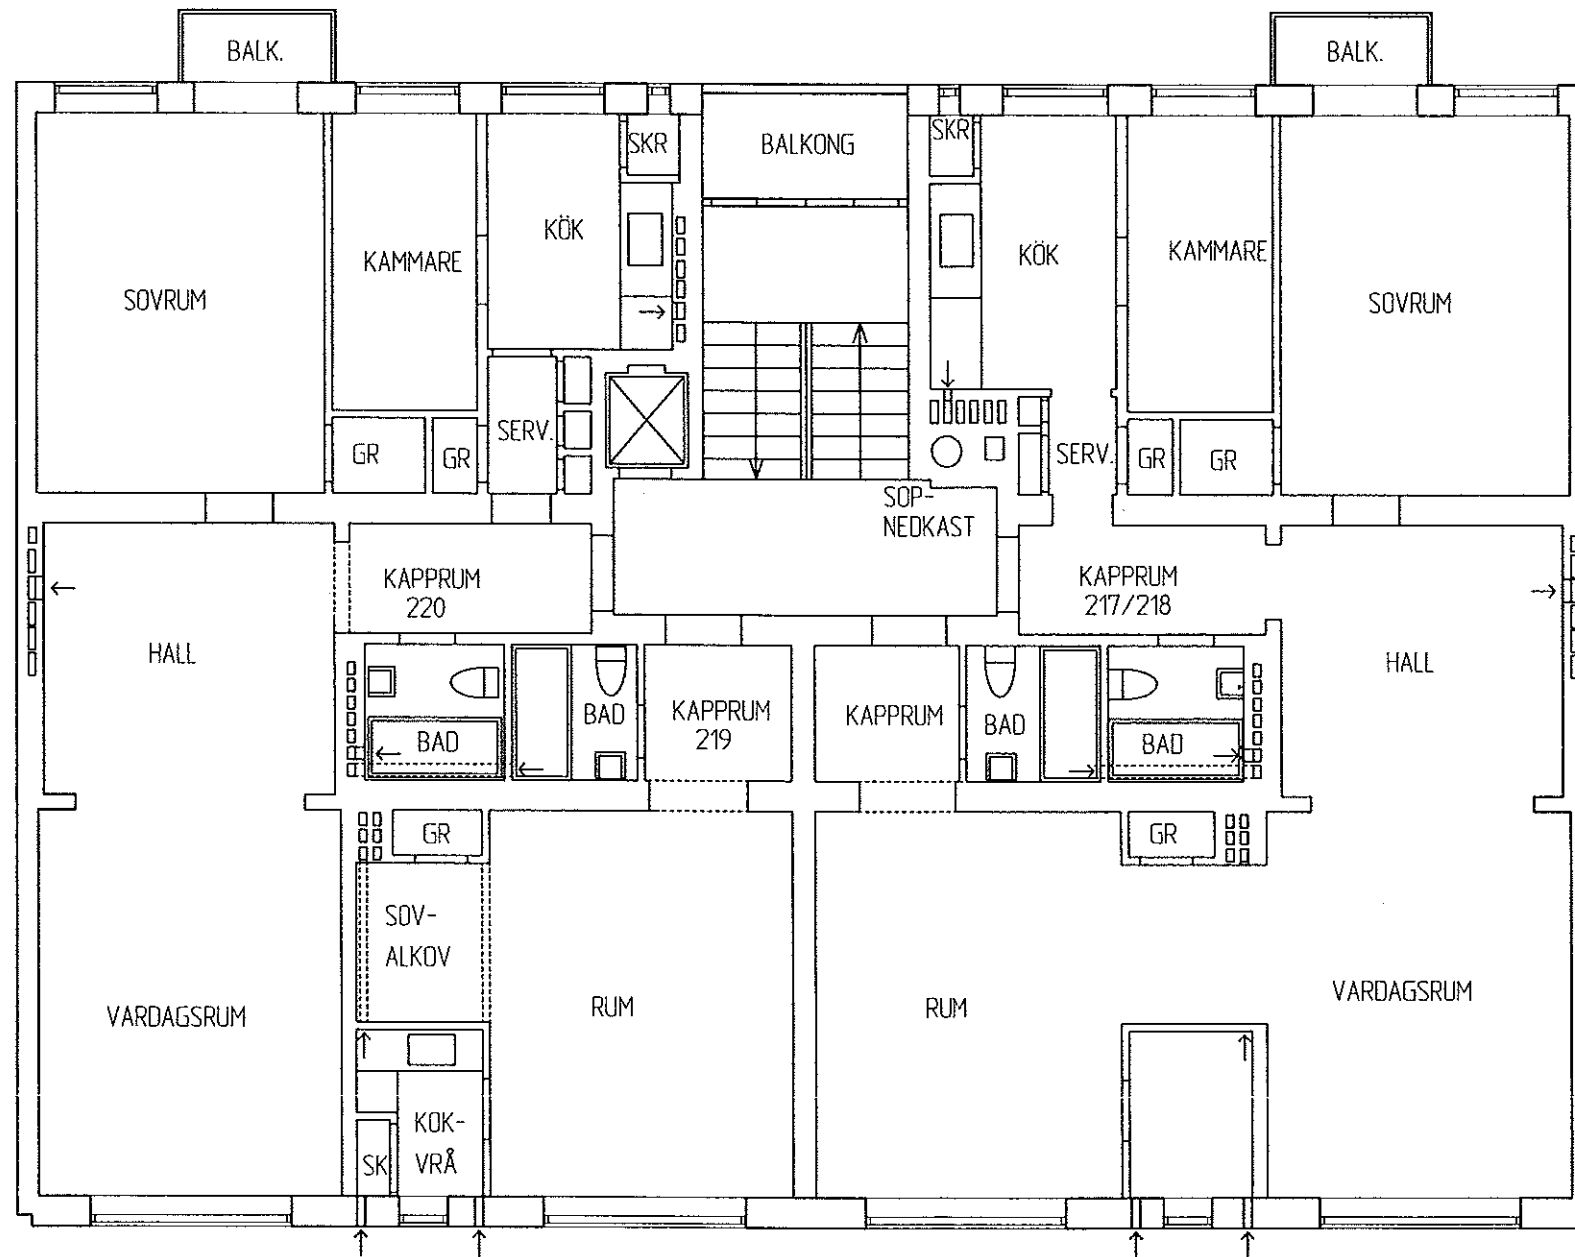 BALK.
BALK.
SKR
BALKONG
SKR
KÖK
KAMMARE
SOVRUM
KÖK
KAMMARE
SOVRUM
SERV.
GR
GR
SERV.
GR
GR
SOP-
NEDKAST
KAPPRUM
220
KAPPRUM
217/218
HALL
HALL
BAD
BAD
KAPPRUM
219
KAPPRUM
BAD
BAD
GR
GR
SOV-
ALKOV
VARDAGSRUM
RUM
RUM
VARDAGSRUM
KOK-
VRÅ
SK